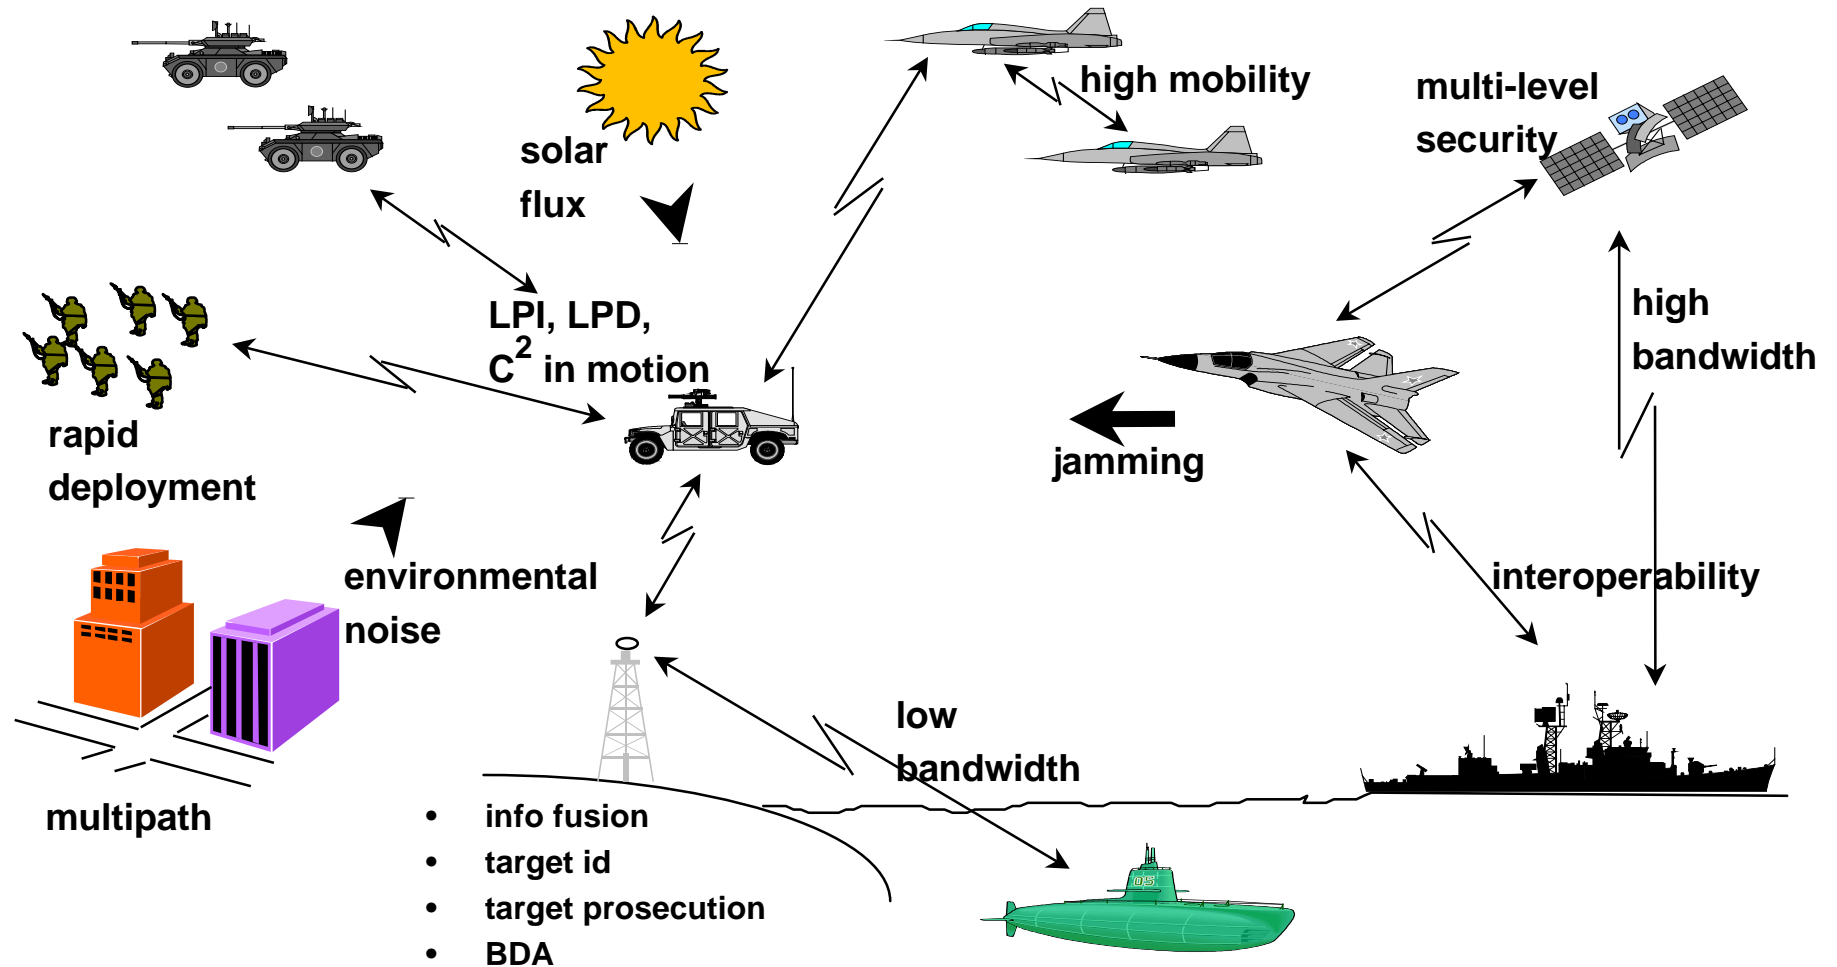 high mobility
multi-level
security
solar
flux
LPI, LPD,
C2 in motion
high
bandwidth
rapid
deployment
jamming
environmental
noise
interoperability
low
bandwidth
multipath
• info fusion
• target id
• target prosecution
• BDA
05